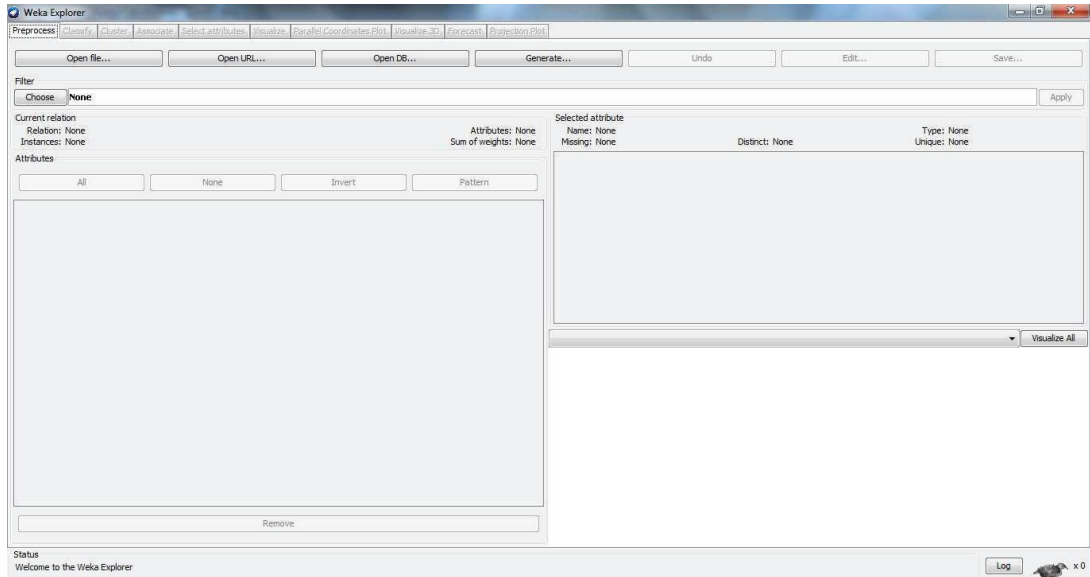 Weka Explorer
Preprocess Classify Cluster Associate Select attributes Visualize Parallel Coordinates Plot Visualize 3D Forecast Projection Plot
Open file... Open URL... Open DB... Generate... Undo Edit... Save...
Filter
Choose None Apply
Current relation
Relation: None Attributes: None
Instances: None Sum of weights: None
Selected attribute
Name: None Type: None
Missing: None Distinct: None Unique: None
Attributes
All None Invert Pattern
Visualize All
Remove
Status
Welcome to the Weka Explorer
Log x 0